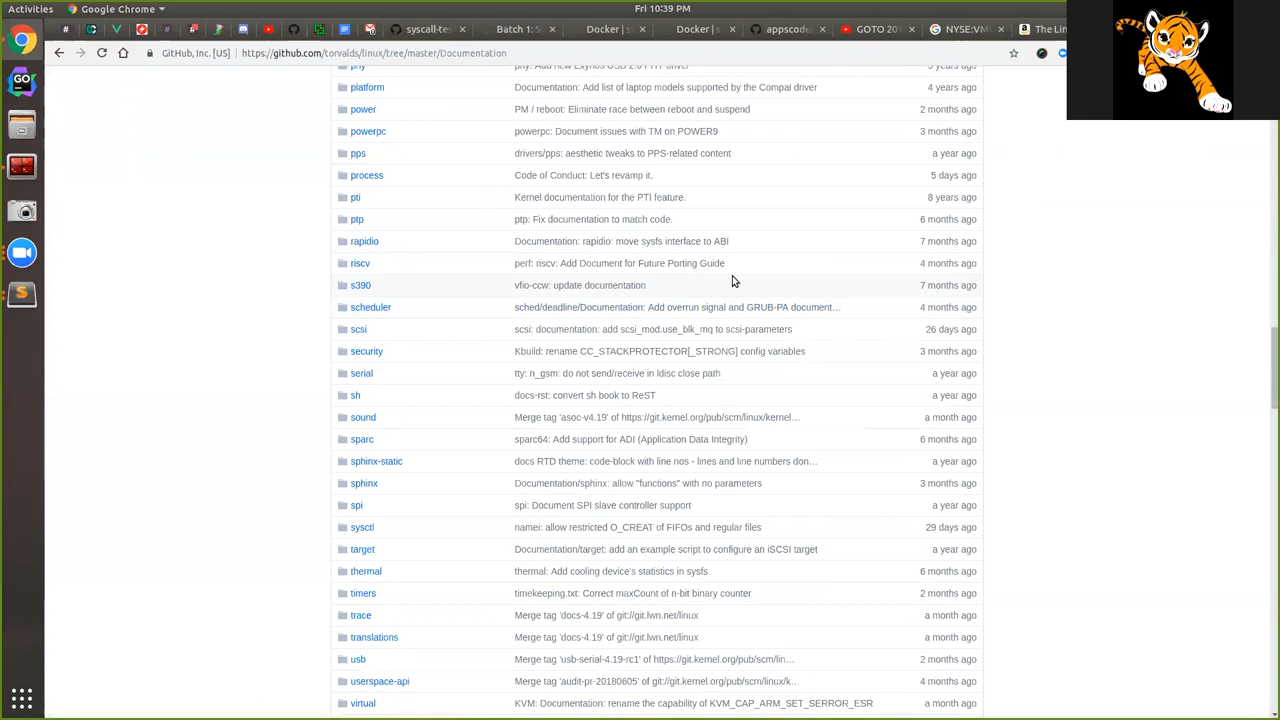 Activities Google Chrome Fri 10:39 PM
syscall-tes Batch 1: S Docker | s Docker | s appscod GOTO 20 NYSE:VM The Lin
GitHub, Inc. [US] https://github.com/torvalds/linux/tree/master/Documentation
phy phy: Add new Exynos USB 2.0 PHY driver 5 years ago
platform Documentation: Add list of laptop models supported by the Compal driver 4 years ago
power PM / reboot: Eliminate race between reboot and suspend 2 months ago
powerpc powerpc: Document issues with TM on POWER9 3 months ago
pps drivers/pps: aesthetic tweaks to PPS-related content a year ago
process Code of Conduct: Let's revamp it. 5 days ago
pti Kernel documentation for the PTI feature. 8 years ago
ptp ptp: Fix documentation to match code. 6 months ago
rapidio Documentation: rapidio: move sysfs interface to ABI 7 months ago
riscv perf: riscv: Add Document for Future Porting Guide 4 months ago
s390 vfio-ccw: update documentation 7 months ago
scheduler sched/deadline/Documentation: Add overrun signal and GRUB-PA document… 4 months ago
scsi scsi: documentation: add scsi_mod.use_blk_mq to scsi-parameters 26 days ago
security Kbuild: rename CC_STACKPROTECTOR[_STRONG] config variables 3 months ago
serial tty: n_gsm: do not send/receive in ldisc close path a year ago
sh docs-rst: convert sh book to ReST a year ago
sound Merge tag 'asoc-v4.19' of https://git.kernel.org/pub/scm/linux/kernel… a month ago
sparc sparc64: Add support for ADI (Application Data Integrity) 6 months ago
sphinx-static docs RTD theme: code-block with line nos - lines and line numbers don… a year ago
sphinx Documentation/sphinx: allow "functions" with no parameters 3 months ago
spi spi: Document SPI slave controller support a year ago
sysctl namei: allow restricted O_CREAT of FIFOs and regular files 29 days ago
target Documentation/target: add an example script to configure an iSCSI target a year ago
thermal thermal: Add cooling device's statistics in sysfs 6 months ago
timers timekeeping.txt: Correct maxCount of n-bit binary counter 2 months ago
trace Merge tag 'docs-4.19' of git://git.lwn.net/linux a month ago
translations Merge tag 'docs-4.19' of git://git.lwn.net/linux a month ago
usb Merge tag 'usb-serial-4.19-rc1' of https://git.kernel.org/pub/scm/lin… 2 months ago
userspace-api Merge tag 'audit-pr-20180605' of git://git.kernel.org/pub/scm/linux/k… 4 months ago
virtual KVM: Documentation: rename the capability of KVM_CAP_ARM_SET_SERROR_ESR a month ago